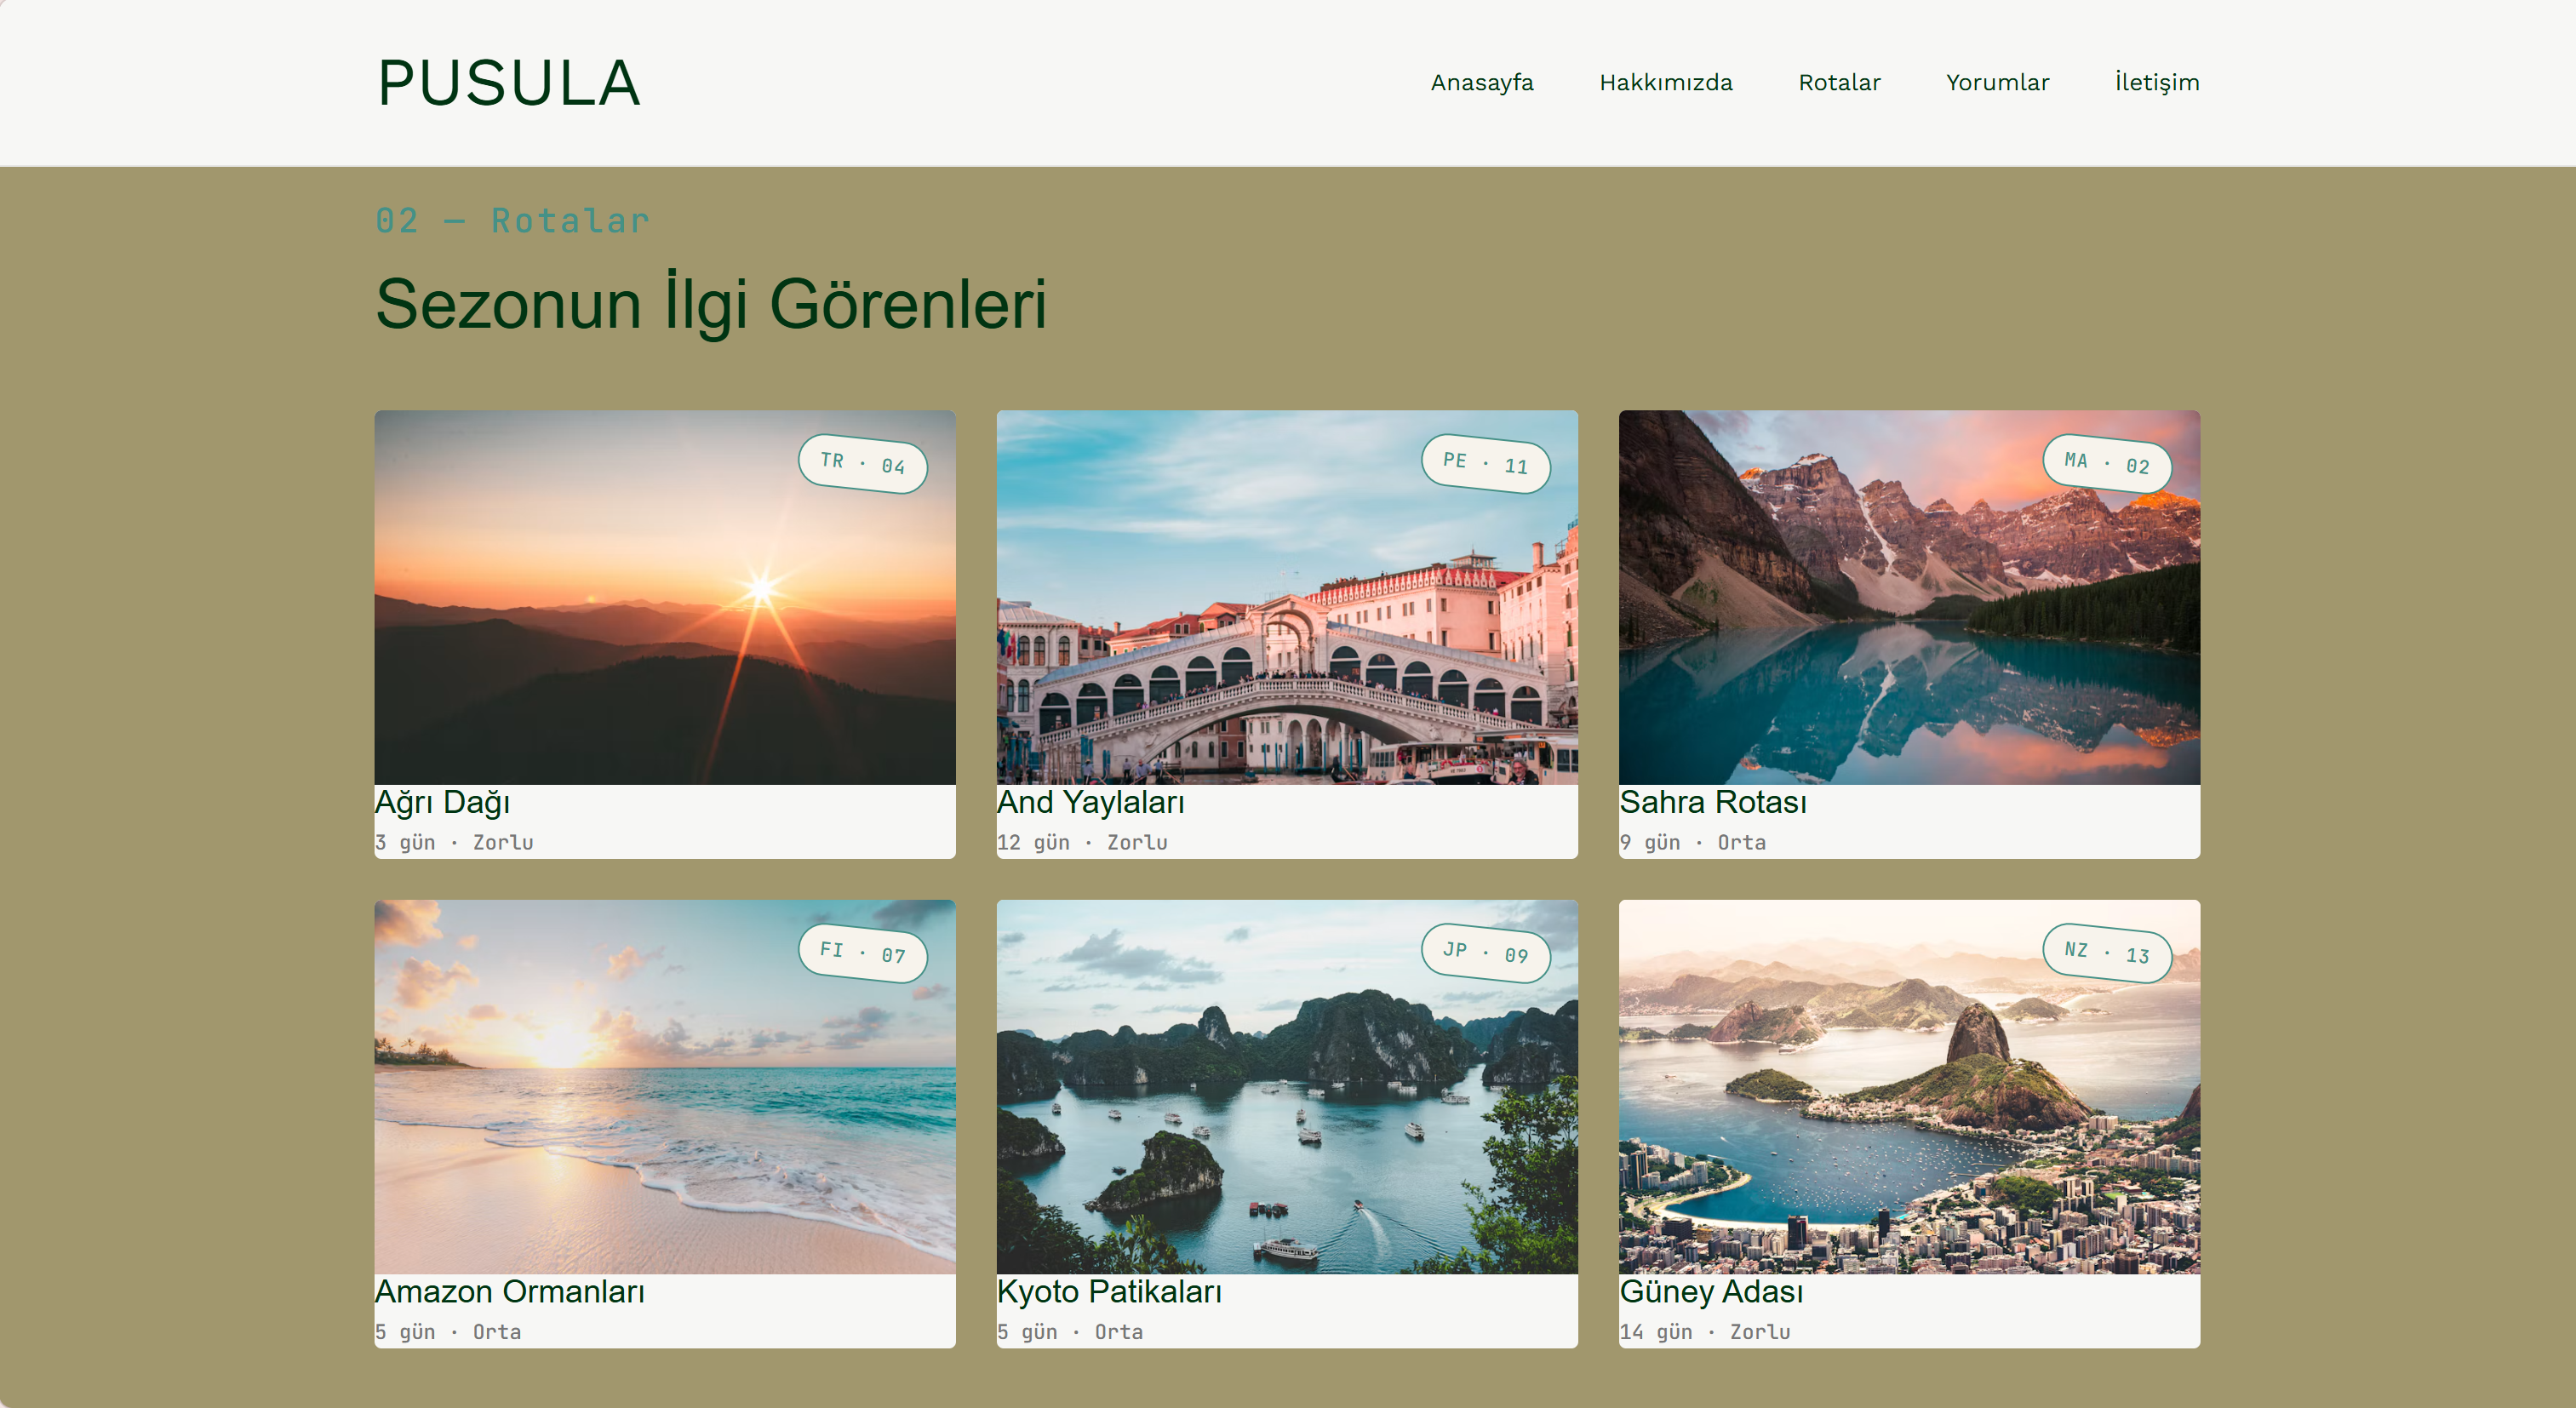 PUSULA
Anasayfa Hakkımızda Rotalar Yorumlar İletişim
02 — Rotalar
Sezonun İlgi Görenleri
TR · 04
Ağrı Dağı
3 gün · Zorlu
PE · 11
And Yaylaları
12 gün · Zorlu
MA · 02
Sahra Rotası
9 gün · Orta
FI · 07
Amazon Ormanları
5 gün · Orta
JP · 09
Kyoto Patikaları
5 gün · Orta
NZ · 13
Güney Adası
14 gün · Zorlu